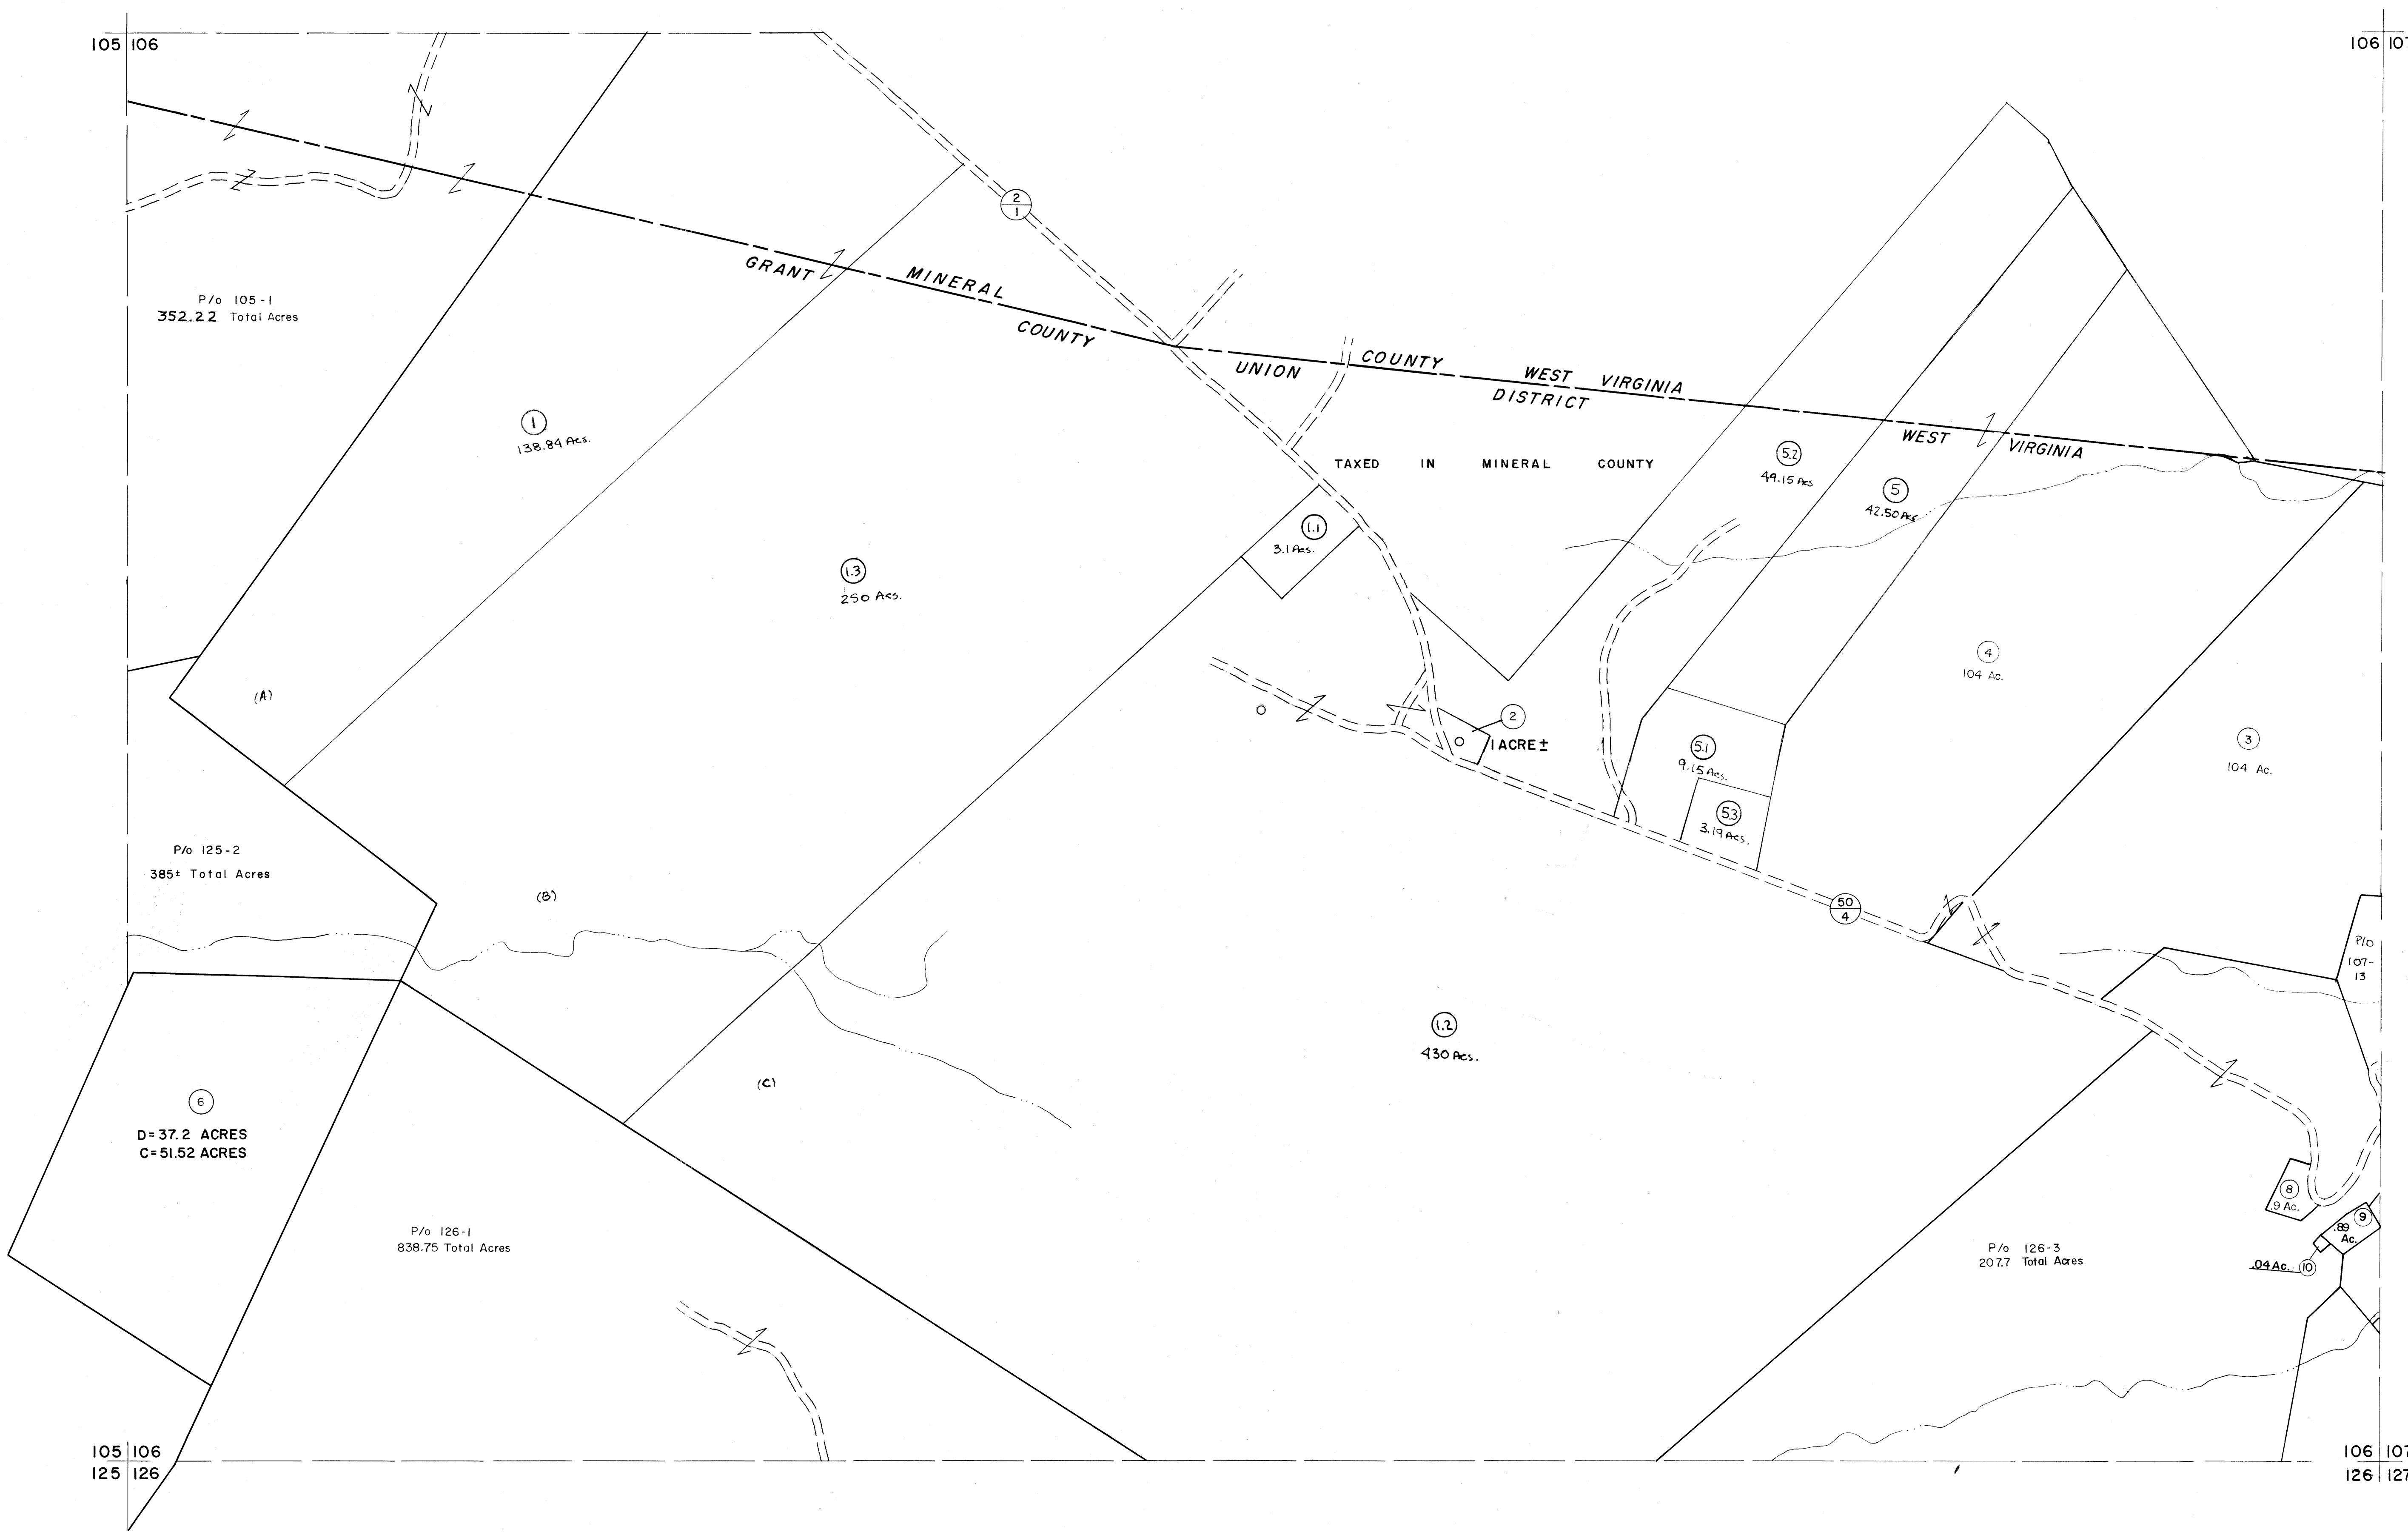 105 106
106 107
2
1
GRANT
MINERAL
COUNTY
COUNTY
UNION
WEST VIRGINIA
DISTRICT
WEST VIRGINIA
TAXED IN MINERAL COUNTY
P/o 105-1
352.22 Total Acres
1
138.84 Acs.
5.2
49.15 Acs
5
42.50 Acs
1.1
3.1 Acs.
1.3
250 Acs.
4
104 Ac.
(A)
2
1 ACRE±
5.1
9.15 Acs.
3
104 Ac.
5.3
3.19 Acs.
P/o 125-2
385± Total Acres
(B)
50
4
P/O
107-
13
1.2
430 Acs.
(C)
6
D=37.2 ACRES
C=51.52 ACRES
8
.9 Ac.
9
.89
Ac.
P/o 126-1
838.75 Total Acres
P/o 126-3
207.7 Total Acres
.04 Ac. 10
105 106
125 126
106 107
126 127